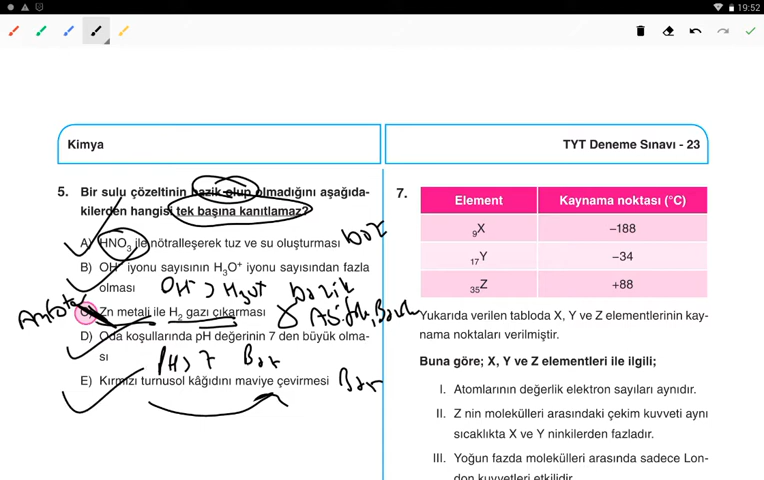 19:52
Kimya
TYT Deneme Sınavı - 23
5. Bir sulu çözeltinin bazik olup olmadığını aşağıda-
kilerden hangisi tek başına kanıtlamaz?
A) HNO3 ile nötralleşerek tuz ve su oluşturması baz
B) OH⁻ iyonu sayısının H3O⁺ iyonu sayısından fazla
olması OH⁻ > H3O⁺ bazik
Amfoter C) Zn metali ile H2 gazı çıkarması Asidik, Bazik
D) Oda koşullarında pH değerinin 7 den büyük olma-
sı PH > 7 Baz
E) Kırmızı turnusol kâğıdını maviye çevirmesi Baz
7.
Element Kaynama noktası (°C)
9X −188
17Y −34
35Z +88
Yukarıda verilen tabloda X, Y ve Z elementlerinin kay-
nama noktaları verilmiştir.
Buna göre; X, Y ve Z elementleri ile ilgili;
I. Atomlarının değerlik elektron sayıları aynıdır.
II. Z nin molekülleri arasındaki çekim kuvveti aynı
sıcaklıkta X ve Y ninkilerden fazladır.
III. Yoğun fazda molekülleri arasında sadece Lon-
don kuvvetleri etkilidir.